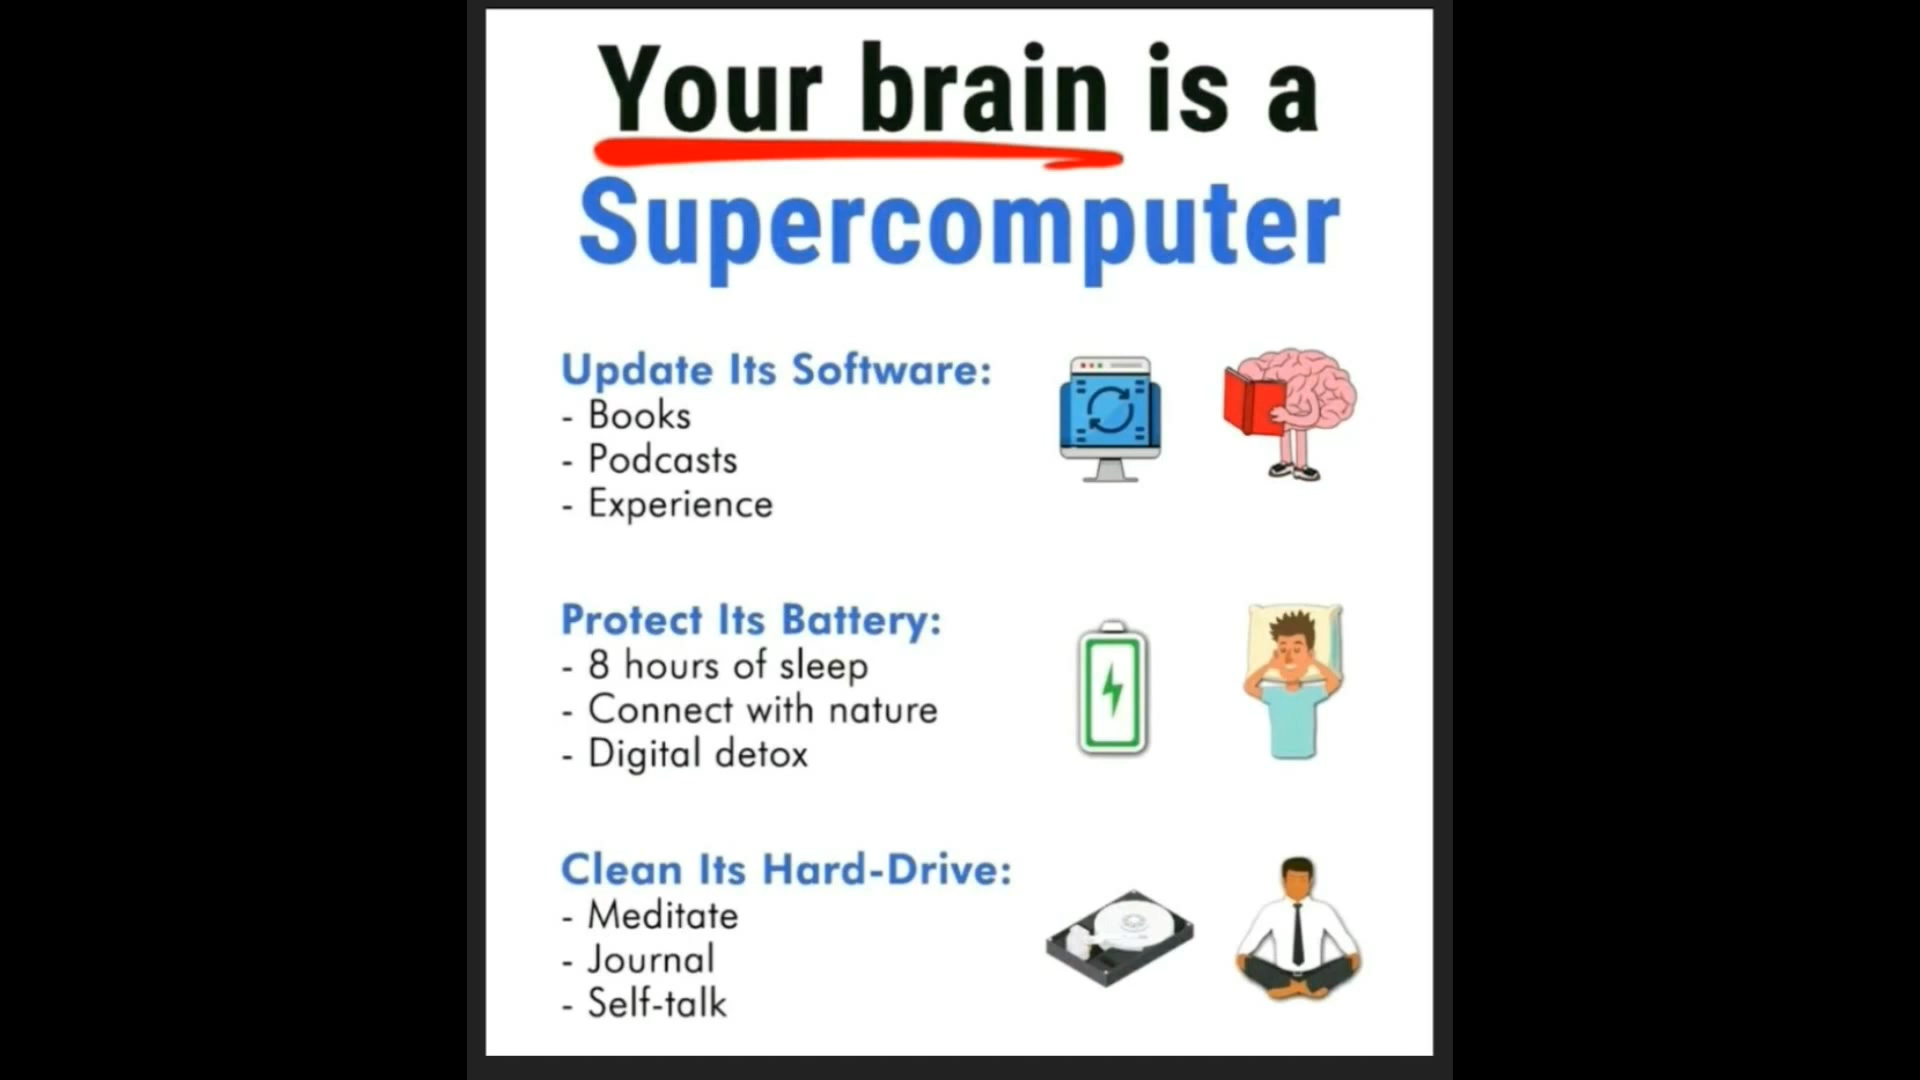 Your brain is a
Supercomputer
Update Its Software:
- Books
- Podcasts
- Experience
Protect Its Battery:
- 8 hours of sleep
- Connect with nature
- Digital detox
Clean Its Hard-Drive:
- Meditate
- Journal
- Self-talk